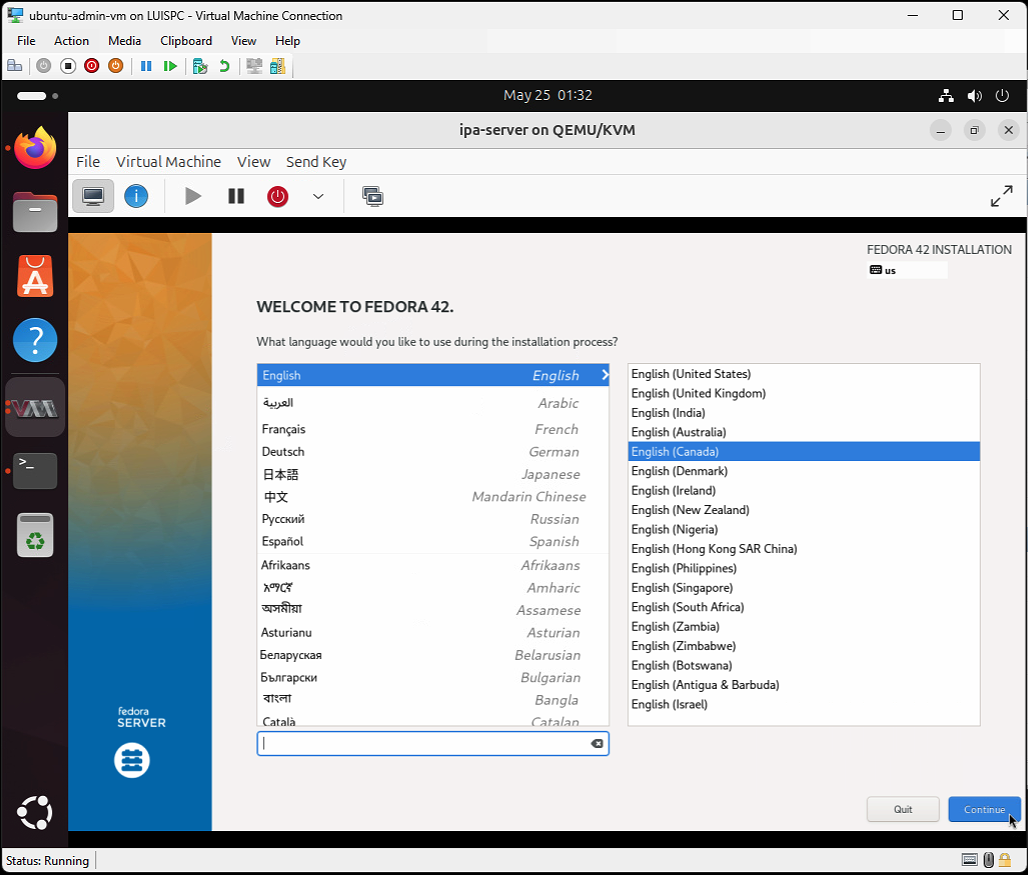 ubuntu-admin-vm on LUISPC - Virtual Machine Connection
File Action Media Clipboard View Help
May 25 01:32
ipa-server on QEMU/KVM
File Virtual Machine View Send Key
FEDORA 42 INSTALLATION
us
WELCOME TO FEDORA 42.
What language would you like to use during the installation process?
English English
العربية Arabic
Français French
Deutsch German
日本語 Japanese
中文 Mandarin Chinese
Русский Russian
Español Spanish
Afrikaans Afrikaans
አማርኛ Amharic
অসমীয়া Assamese
Asturianu Asturian
Беларуская Belarusian
Български Bulgarian
বাংলা Bangla
Català Catalan
English (United States)
English (United Kingdom)
English (India)
English (Australia)
English (Canada)
English (Denmark)
English (Ireland)
English (New Zealand)
English (Nigeria)
English (Hong Kong SAR China)
English (Philippines)
English (Singapore)
English (South Africa)
English (Zambia)
English (Zimbabwe)
English (Botswana)
English (Antigua & Barbuda)
English (Israel)
fedora
SERVER
Quit Continue
Status: Running